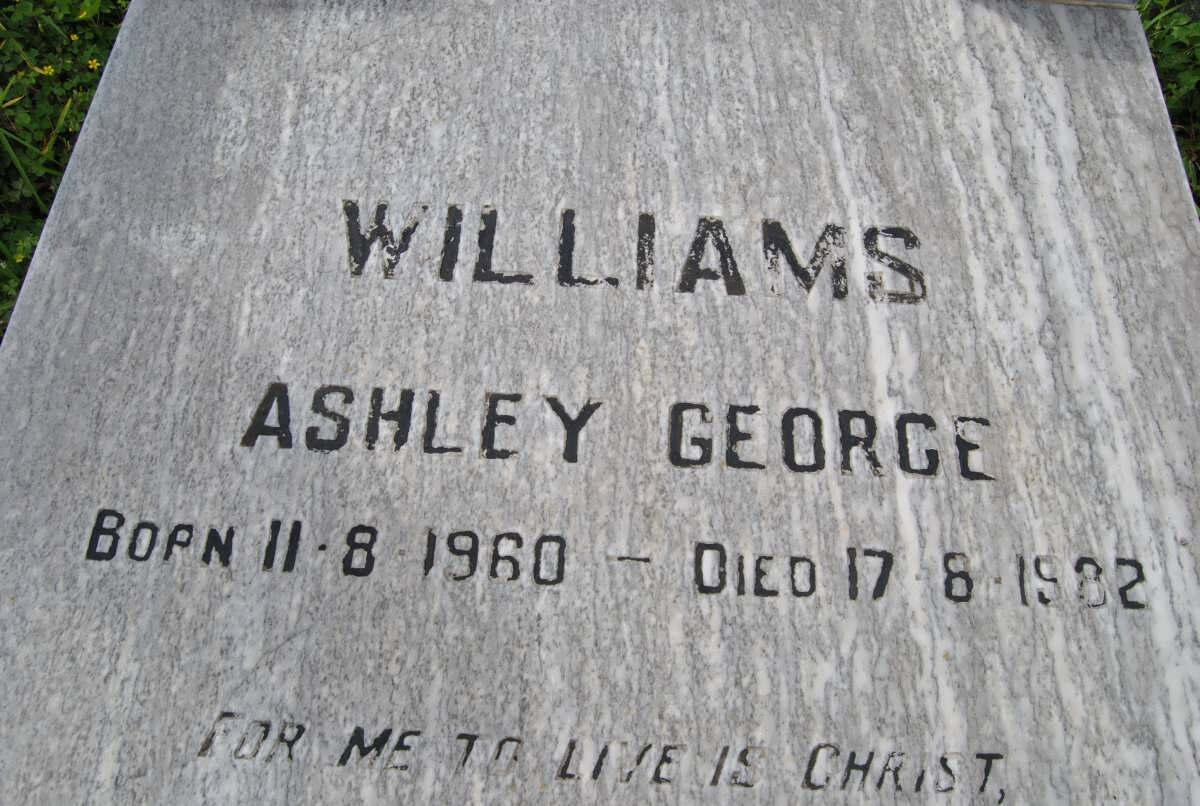 WILLIAMS
ASHLEY GEORGE
BORN 11·8·1960 – DIED 17·8·1982
FOR ME TO LIVE IS CHRIST,